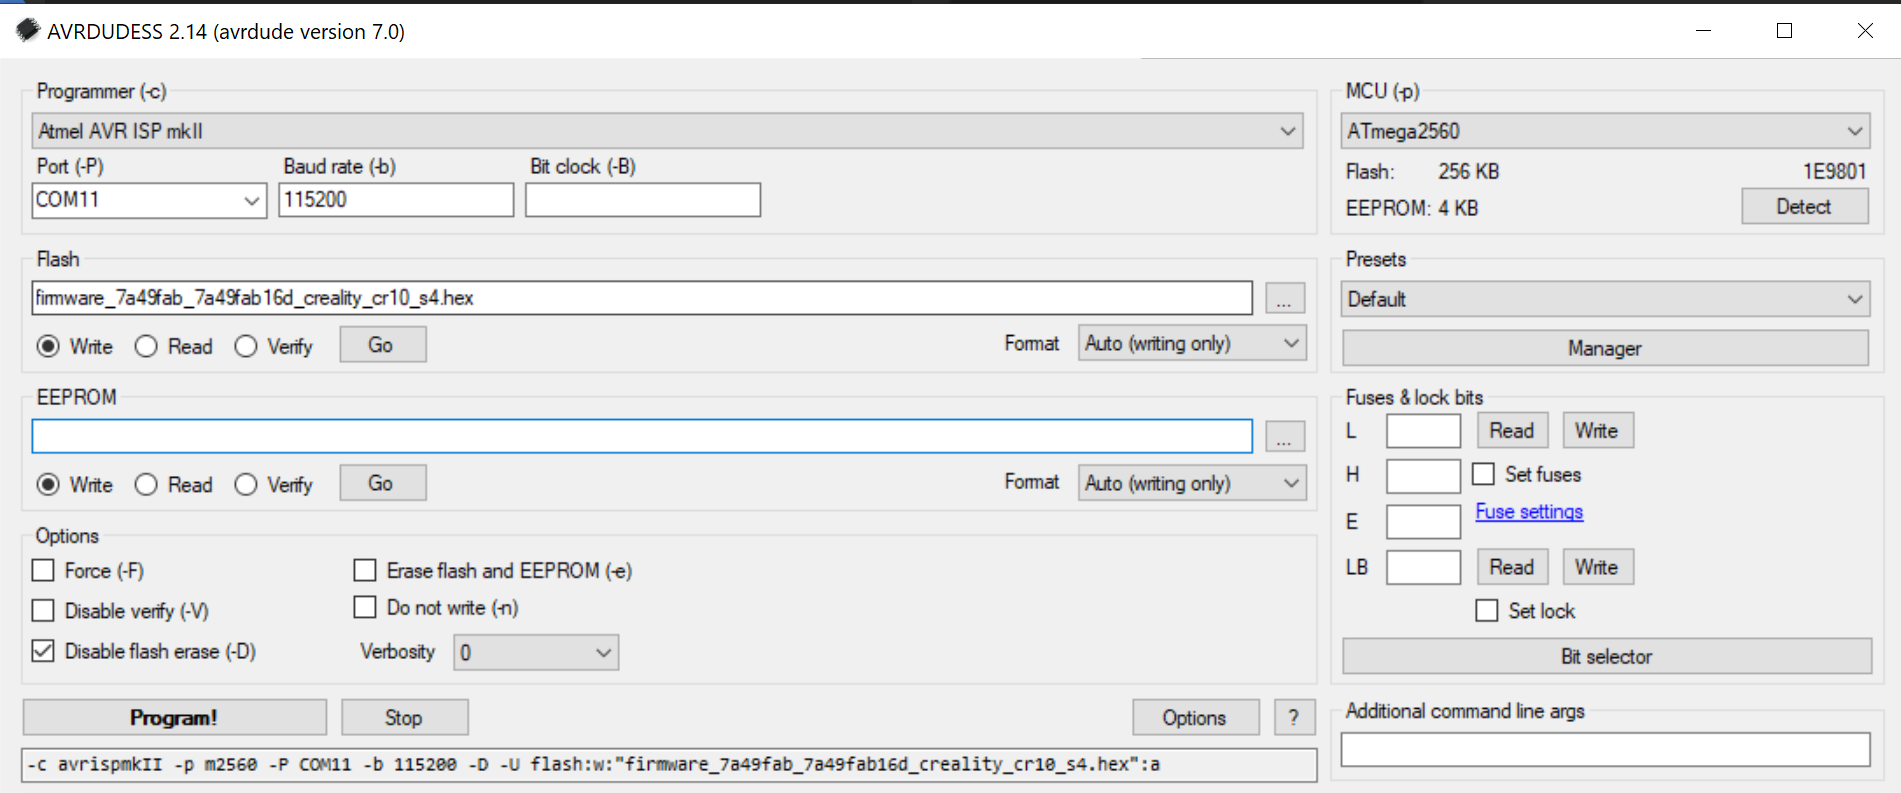 AVRDUDESS 2.14 (avrdude version 7.0)
Programmer (-c)
Atmel AVR ISP mkII
Port (-P) Baud rate (-b) Bit clock (-B)
COM11 115200
MCU (-p)
ATmega2560
Flash: 256 KB 1E9801
EEPROM: 4 KB Detect
Flash
firmware_7a49fab_7a49fab16d_creality_cr10_s4.hex ...
Write Read Verify Go Format Auto (writing only)
Presets
Default
Manager
EEPROM
...
Write Read Verify Go Format Auto (writing only)
Fuses & lock bits
L Read Write
H Set fuses
E Fuse settings
LB Read Write
Set lock
Bit selector
Options
Force (-F) Erase flash and EEPROM (-e)
Disable verify (-V) Do not write (-n)
Disable flash erase (-D) Verbosity 0
Program! Stop Options ?
-c avrispmkII -p m2560 -P COM11 -b 115200 -D -U flash:w:"firmware_7a49fab_7a49fab16d_creality_cr10_s4.hex":a
Additional command line args